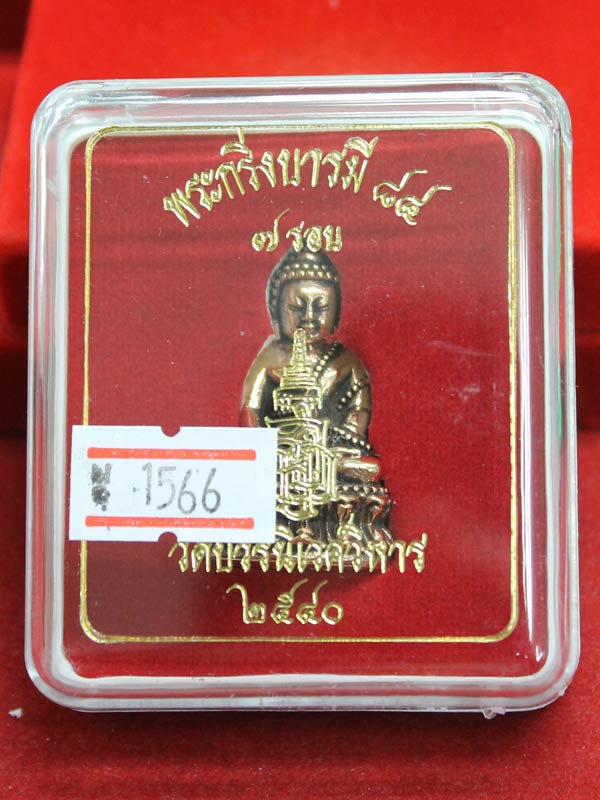 พระกริ่งบารมี ๘๔
๗ รอบ
1566
วัดบวรนิเวศวิหาร
๒๕๔๐